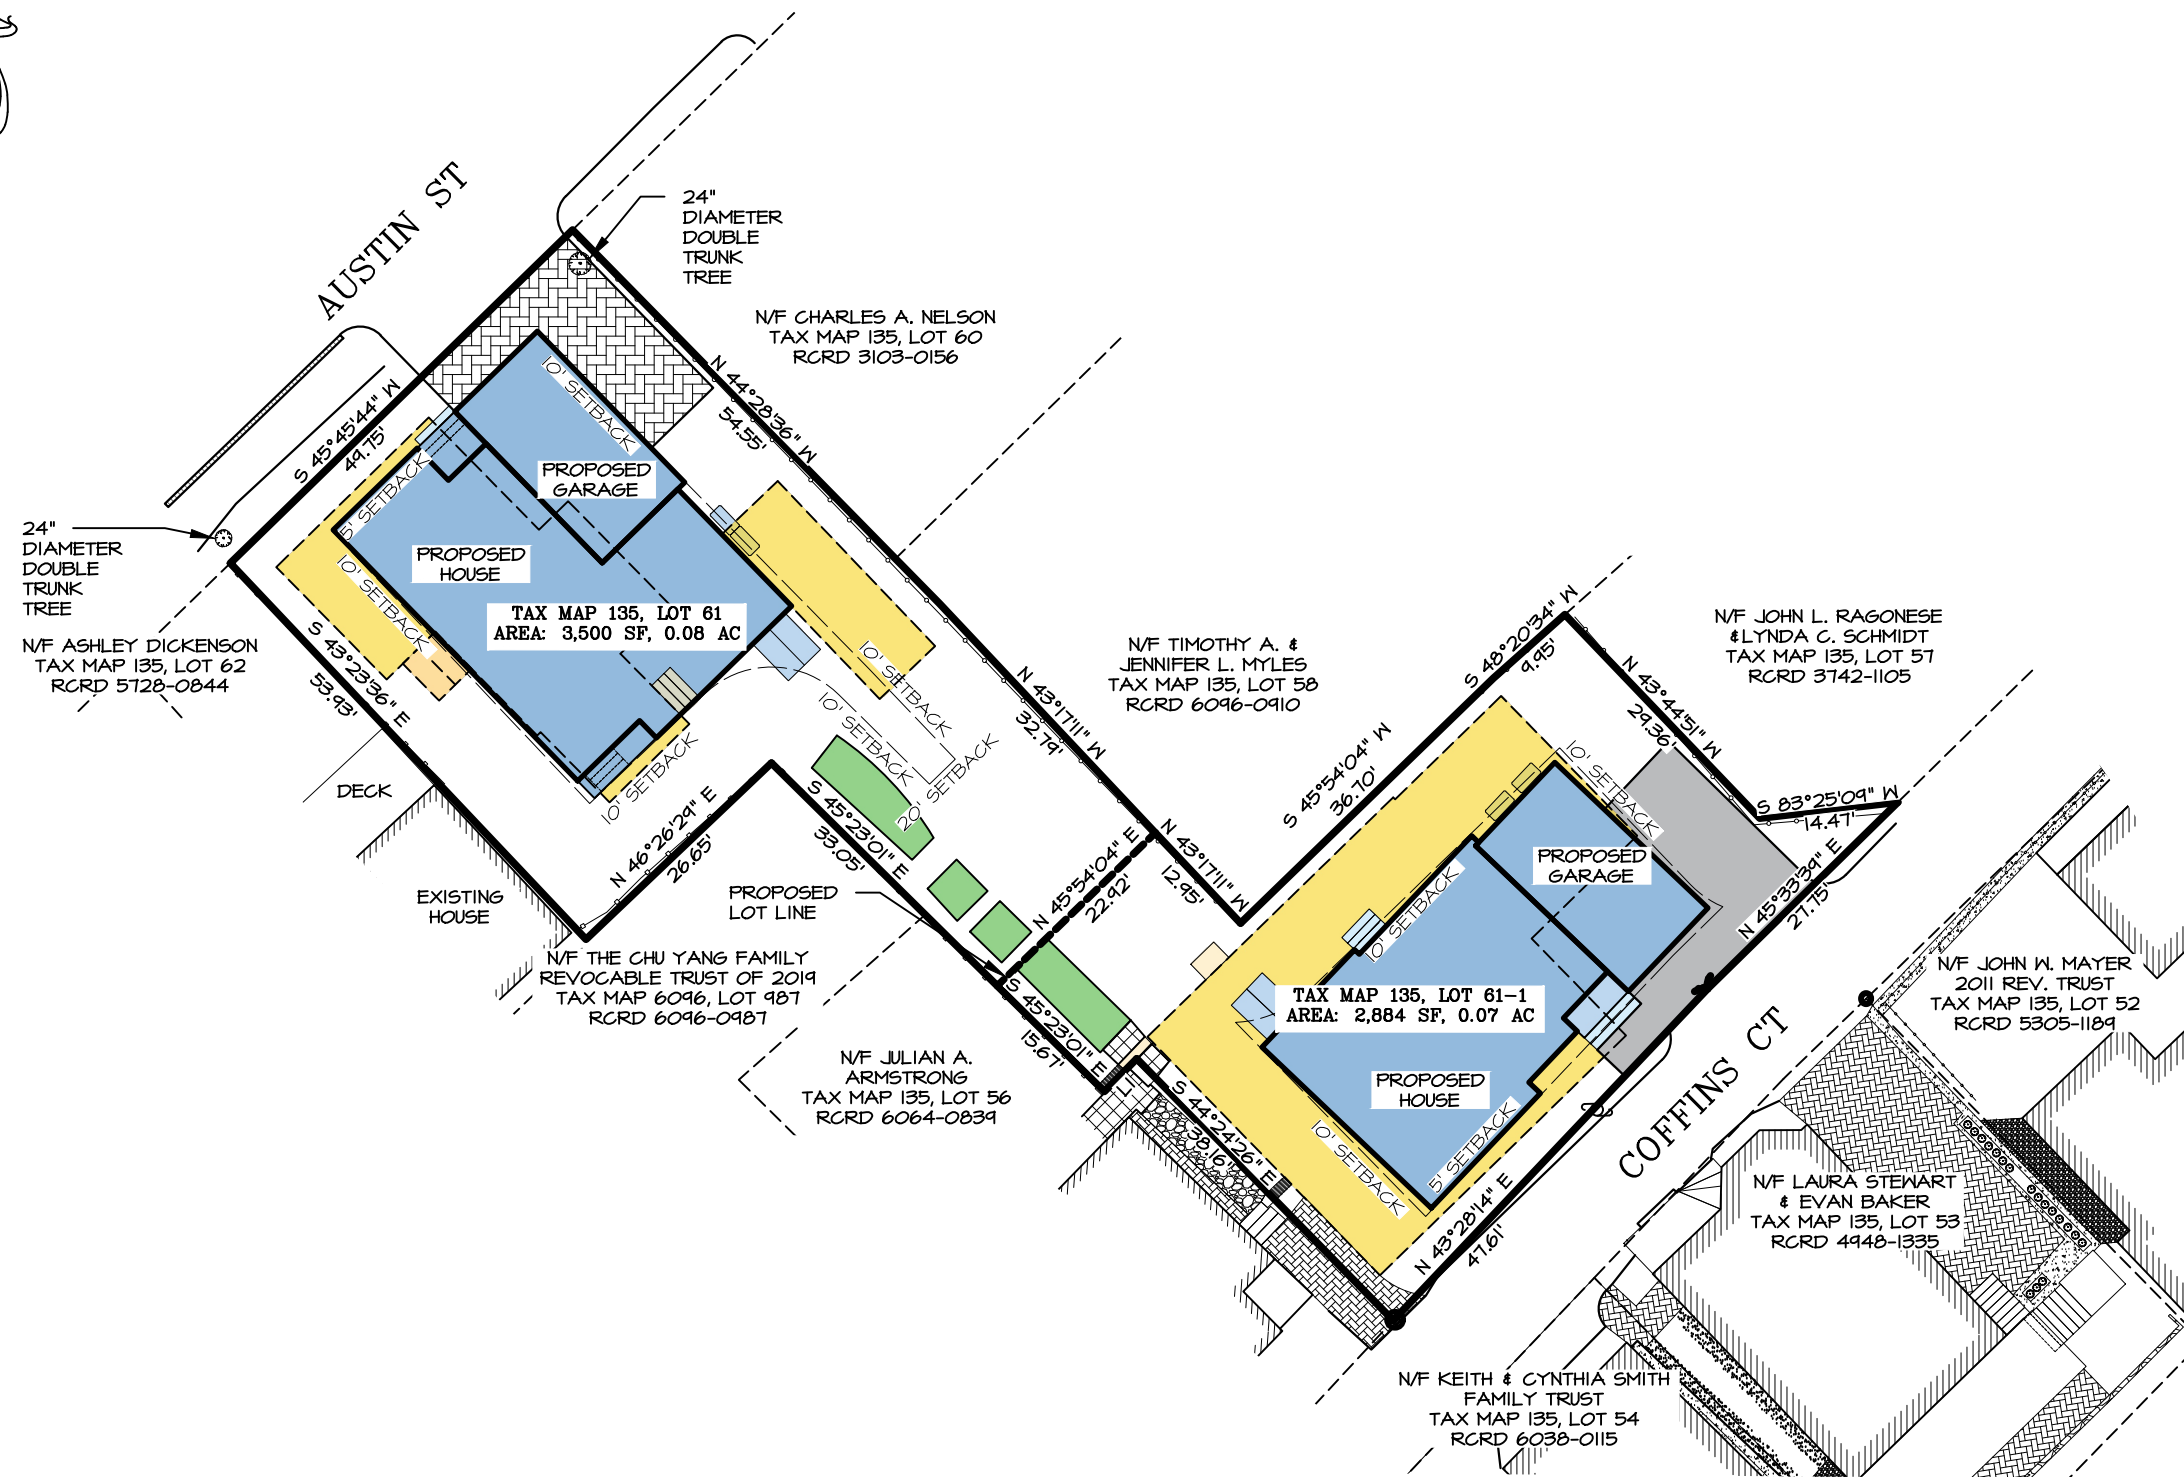 AUSTIN ST
24"
DIAMETER
DOUBLE
TRUNK
TREE
N/F CHARLES A. NELSON
TAX MAP 135, LOT 60
RCRD 3103-0156
S 45°45'44" W
49.75'
N 44°28'36" W
54.55'
10' SETBACK
5' SETBACK
PROPOSED
GARAGE
PROPOSED
HOUSE
10' SETBACK
TAX MAP 135, LOT 61
AREA: 3,500 SF, 0.08 AC
24"
DIAMETER
DOUBLE
TRUNK
TREE
N/F ASHLEY DICKENSON
TAX MAP 135, LOT 62
RCRD 5728-0844
S 43°23'36" E
53.93'
DECK
EXISTING
HOUSE
10' SETBACK
10' SETBACK
10' SETBACK
20' SETBACK
N 46°26'29" E
26.65'
S 45°23'01" E
33.05'
N 43°17'11" W
32.79'
N/F TIMOTHY A. &
JENNIFER L. MYLES
TAX MAP 135, LOT 58
RCRD 6096-0910
PROPOSED
LOT LINE
N 45°54'04" E
22.92'
N 43°17'11" W
12.95'
N/F THE CHU YANG FAMILY
REVOCABLE TRUST OF 2019
TAX MAP 6096, LOT 987
RCRD 6096-0987
N/F JULIAN A.
ARMSTRONG
TAX MAP 135, LOT 56
RCRD 6064-0839
S 45°23'01" E
15.67'
S 44°24'26" E
38.16'
S 45°54'04" W
36.70'
S 48°20'34" W
9.95'
N 43°44'51" W
29.36'
N/F JOHN L. RAGONESE
&LYNDA C. SCHMIDT
TAX MAP 135, LOT 57
RCRD 3742-1105
S 83°25'09" W
14.47'
N 45°33'39" E
27.75'
10' SETBACK
PROPOSED
GARAGE
10' SETBACK
TAX MAP 135, LOT 61-1
AREA: 2,884 SF, 0.07 AC
PROPOSED
HOUSE
10' SETBACK
5' SETBACK
N 43°28'14" E
47.61'
COFFINS CT
N/F JOHN W. MAYER
2011 REV. TRUST
TAX MAP 135, LOT 52
RCRD 5305-1189
N/F LAURA STEWART
& EVAN BAKER
TAX MAP 135, LOT 53
RCRD 4948-1335
N/F KEITH & CYNTHIA SMITH
FAMILY TRUST
TAX MAP 135, LOT 54
RCRD 6038-0115